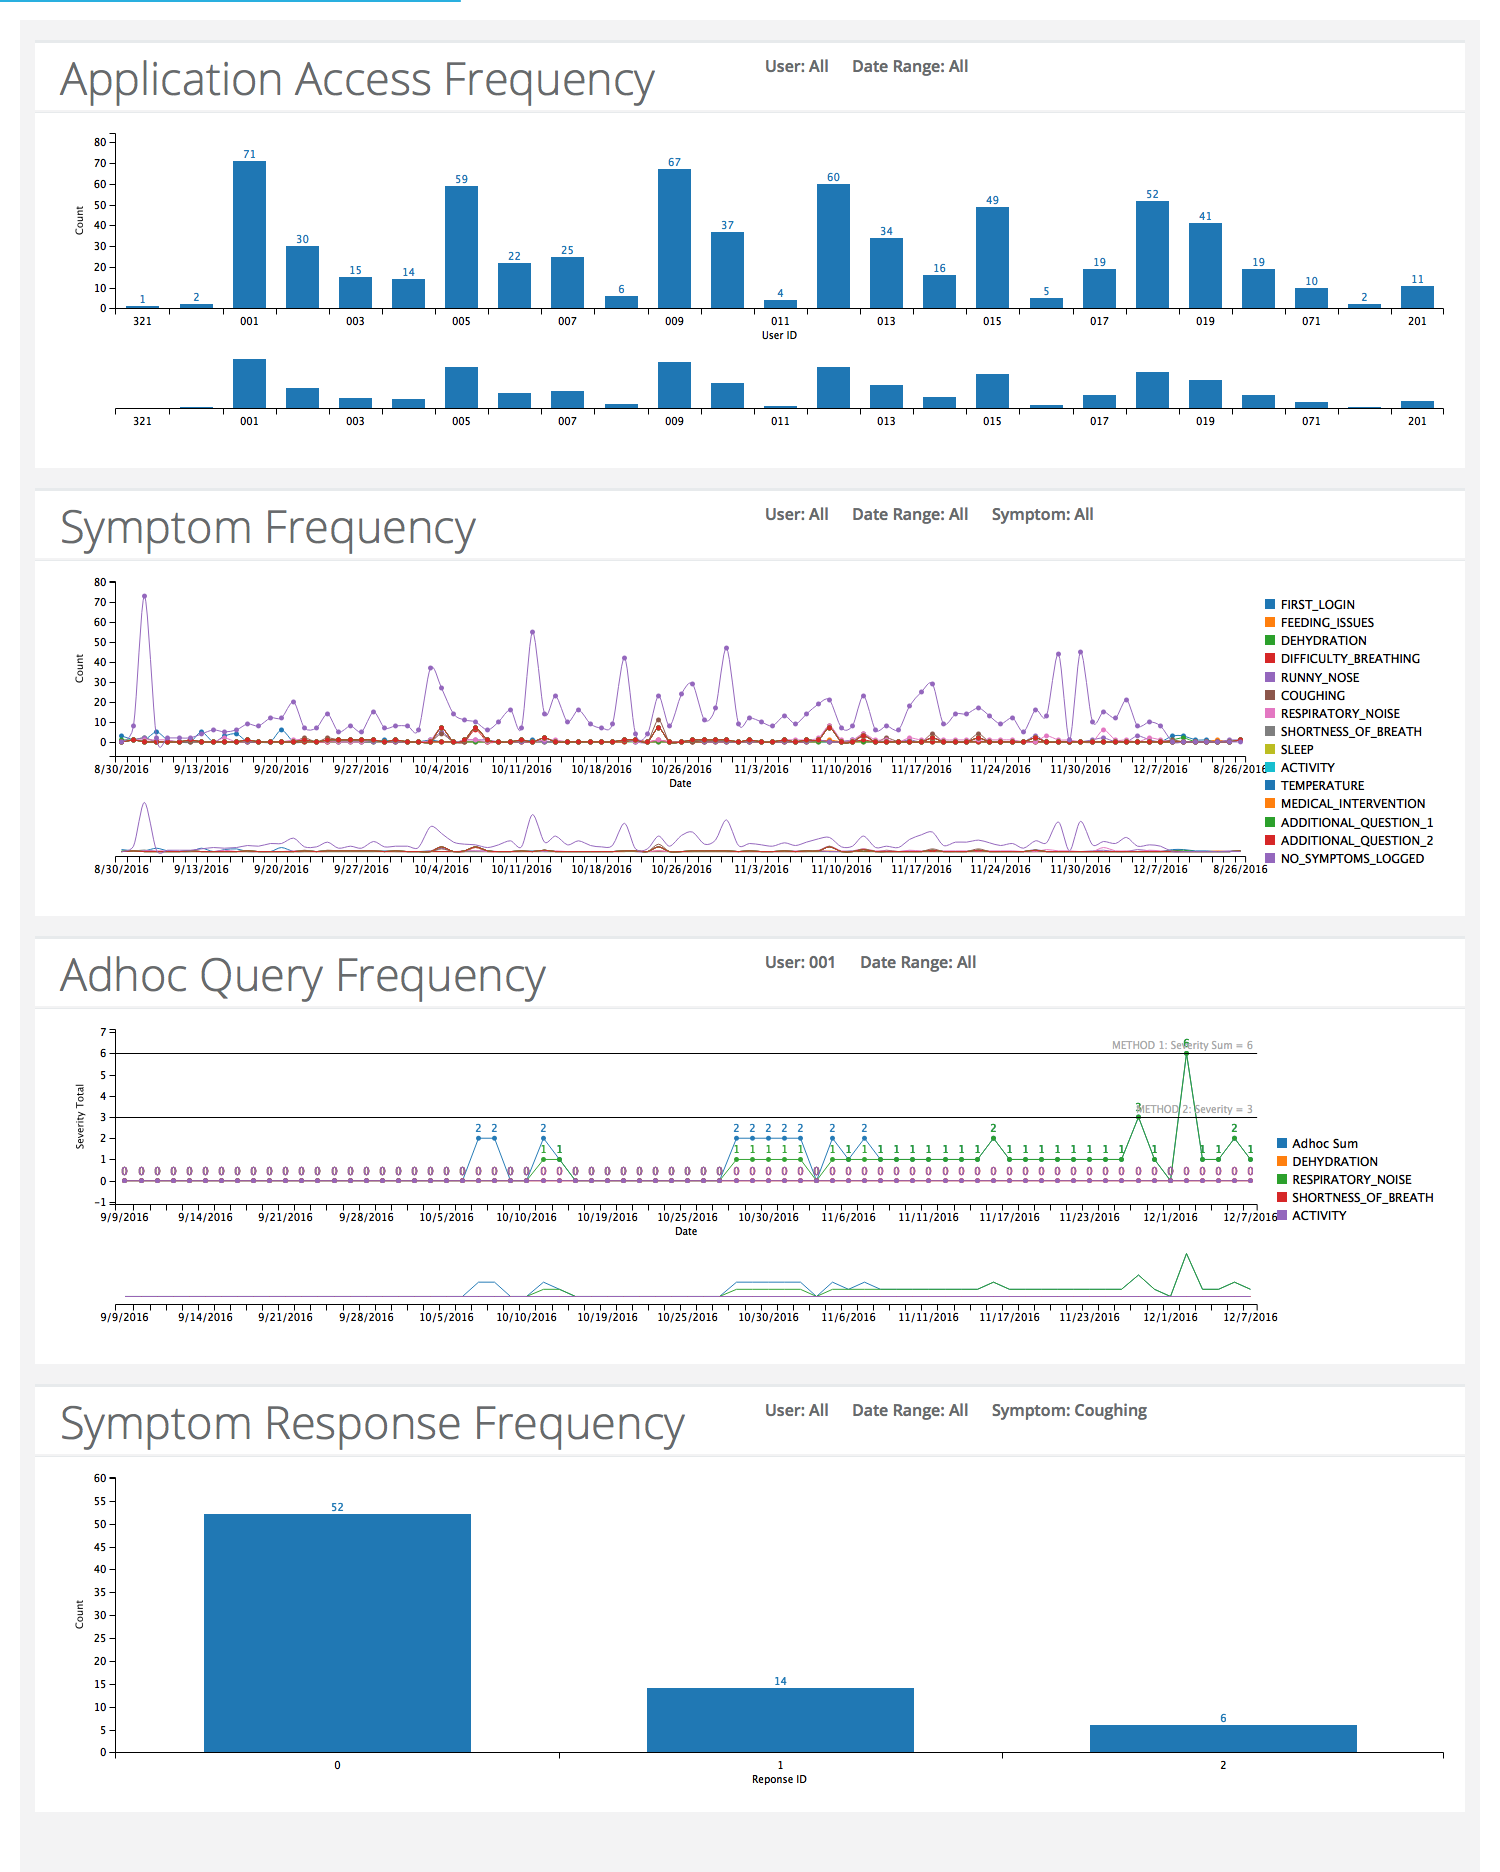 Application Access Frequency
User: All Date Range: All
80
70
60
50
40
30
20
10
0
Count
1 2 71 30 15 14 59 22 25 6 67 37 4 60 34 16 49 5 19 52 41 19 10 2 11
321 001 003 005 007 009 011 013 015 017 019 071 201
User ID
321 001 003 005 007 009 011 013 015 017 019 071 201
Symptom Frequency
User: All Date Range: All Symptom: All
80
70
60
50
40
30
20
10
0
Count
8/30/2016 9/13/2016 9/20/2016 9/27/2016 10/4/2016 10/11/2016 10/18/2016 10/26/2016 11/3/2016 11/10/2016 11/17/2016 11/24/2016 11/30/2016 12/7/2016 8/26/2016
Date
8/30/2016 9/13/2016 9/20/2016 9/27/2016 10/4/2016 10/11/2016 10/18/2016 10/26/2016 11/3/2016 11/10/2016 11/17/2016 11/24/2016 11/30/2016 12/7/2016 8/26/2016
FIRST_LOGIN
FEEDING_ISSUES
DEHYDRATION
DIFFICULTY_BREATHING
RUNNY_NOSE
COUGHING
RESPIRATORY_NOISE
SHORTNESS_OF_BREATH
SLEEP
ACTIVITY
TEMPERATURE
MEDICAL_INTERVENTION
ADDITIONAL_QUESTION_1
ADDITIONAL_QUESTION_2
NO_SYMPTOMS_LOGGED
Adhoc Query Frequency
User: 001 Date Range: All
7
6
5
4
3
2
1
0
−1
Severity Total
METHOD 1: Severity Sum = 6
METHOD 2: Severity = 3
6
3
2 2 2 2 2 2 2 2 2 2 2 2
9/9/2016 9/14/2016 9/21/2016 9/28/2016 10/5/2016 10/10/2016 10/19/2016 10/25/2016 10/30/2016 11/6/2016 11/11/2016 11/17/2016 11/23/2016 12/1/2016 12/7/2016
Date
9/9/2016 9/14/2016 9/21/2016 9/28/2016 10/5/2016 10/10/2016 10/19/2016 10/25/2016 10/30/2016 11/6/2016 11/11/2016 11/17/2016 11/23/2016 12/1/2016 12/7/2016
Adhoc Sum
DEHYDRATION
RESPIRATORY_NOISE
SHORTNESS_OF_BREATH
ACTIVITY
Symptom Response Frequency
User: All Date Range: All Symptom: Coughing
60
55
50
45
40
35
30
25
20
15
10
5
0
Count
52
14
6
0 1 2
Reponse ID